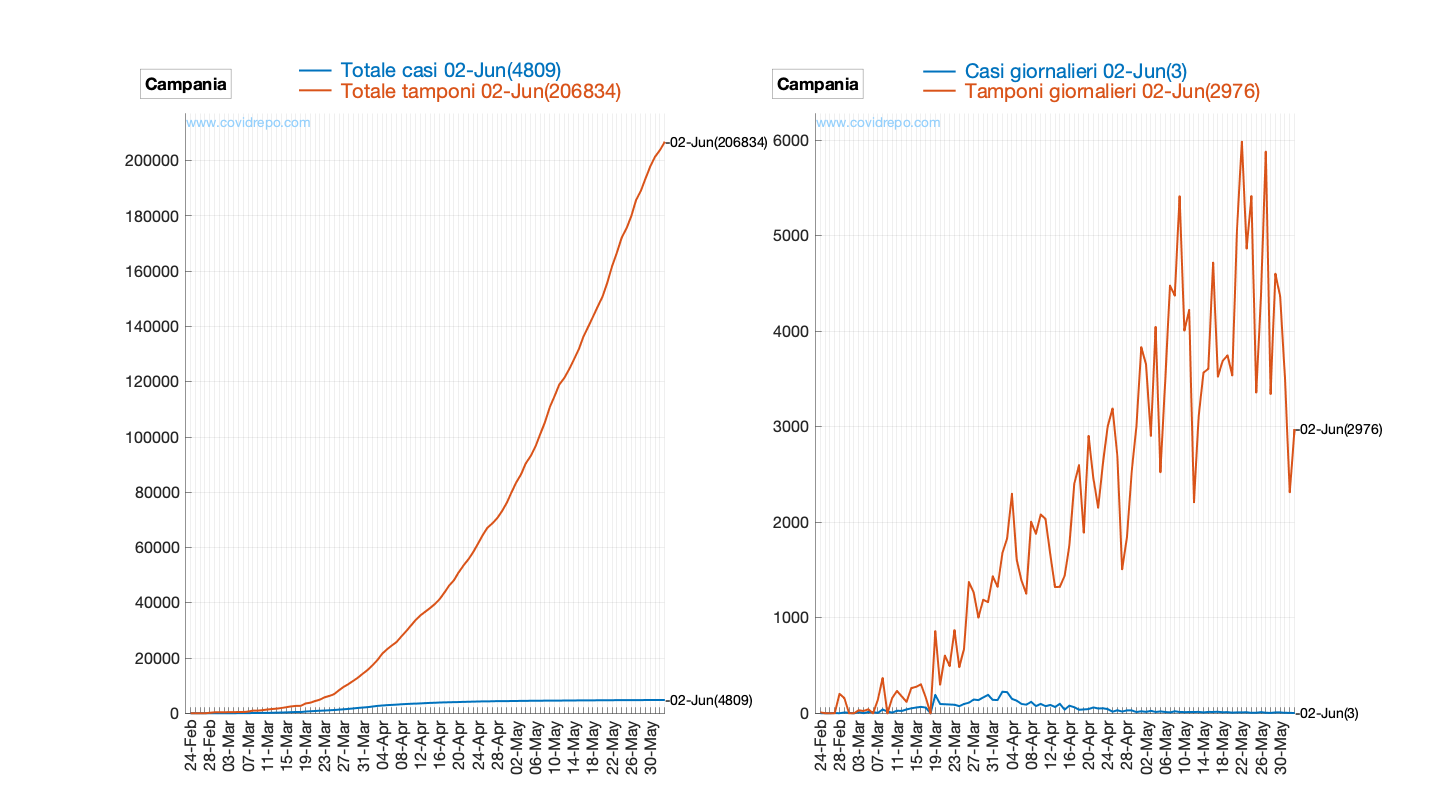 Campania
Totale casi 02-Jun(4809)
Totale tamponi 02-Jun(206834)
www.covidrepo.com
02-Jun(206834)
200000
180000
160000
140000
120000
100000
80000
60000
40000
20000
0
02-Jun(4809)
24-Feb
28-Feb
03-Mar
07-Mar
11-Mar
15-Mar
19-Mar
23-Mar
27-Mar
31-Mar
04-Apr
08-Apr
12-Apr
16-Apr
20-Apr
24-Apr
28-Apr
02-May
06-May
10-May
14-May
18-May
22-May
26-May
30-May
Campania
Casi giornalieri 02-Jun(3)
Tamponi giornalieri 02-Jun(2976)
www.covidrepo.com
6000
5000
4000
3000
2000
1000
0
02-Jun(2976)
02-Jun(3)
24-Feb
28-Feb
03-Mar
07-Mar
11-Mar
15-Mar
19-Mar
23-Mar
27-Mar
31-Mar
04-Apr
08-Apr
12-Apr
16-Apr
20-Apr
24-Apr
28-Apr
02-May
06-May
10-May
14-May
18-May
22-May
26-May
30-May